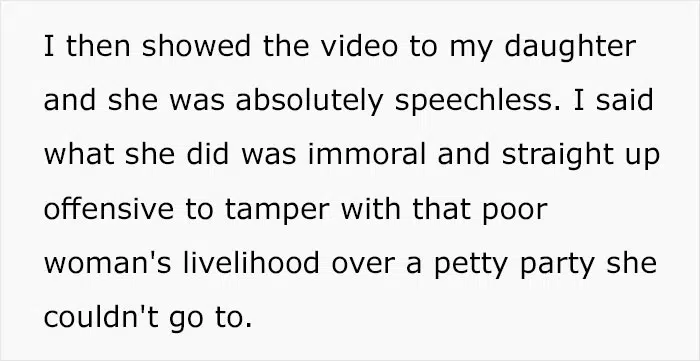 I then showed the video to my daughter
and she was absolutely speechless. I said
what she did was immoral and straight up
offensive to tamper with that poor
woman's livelihood over a petty party she
couldn't go to.